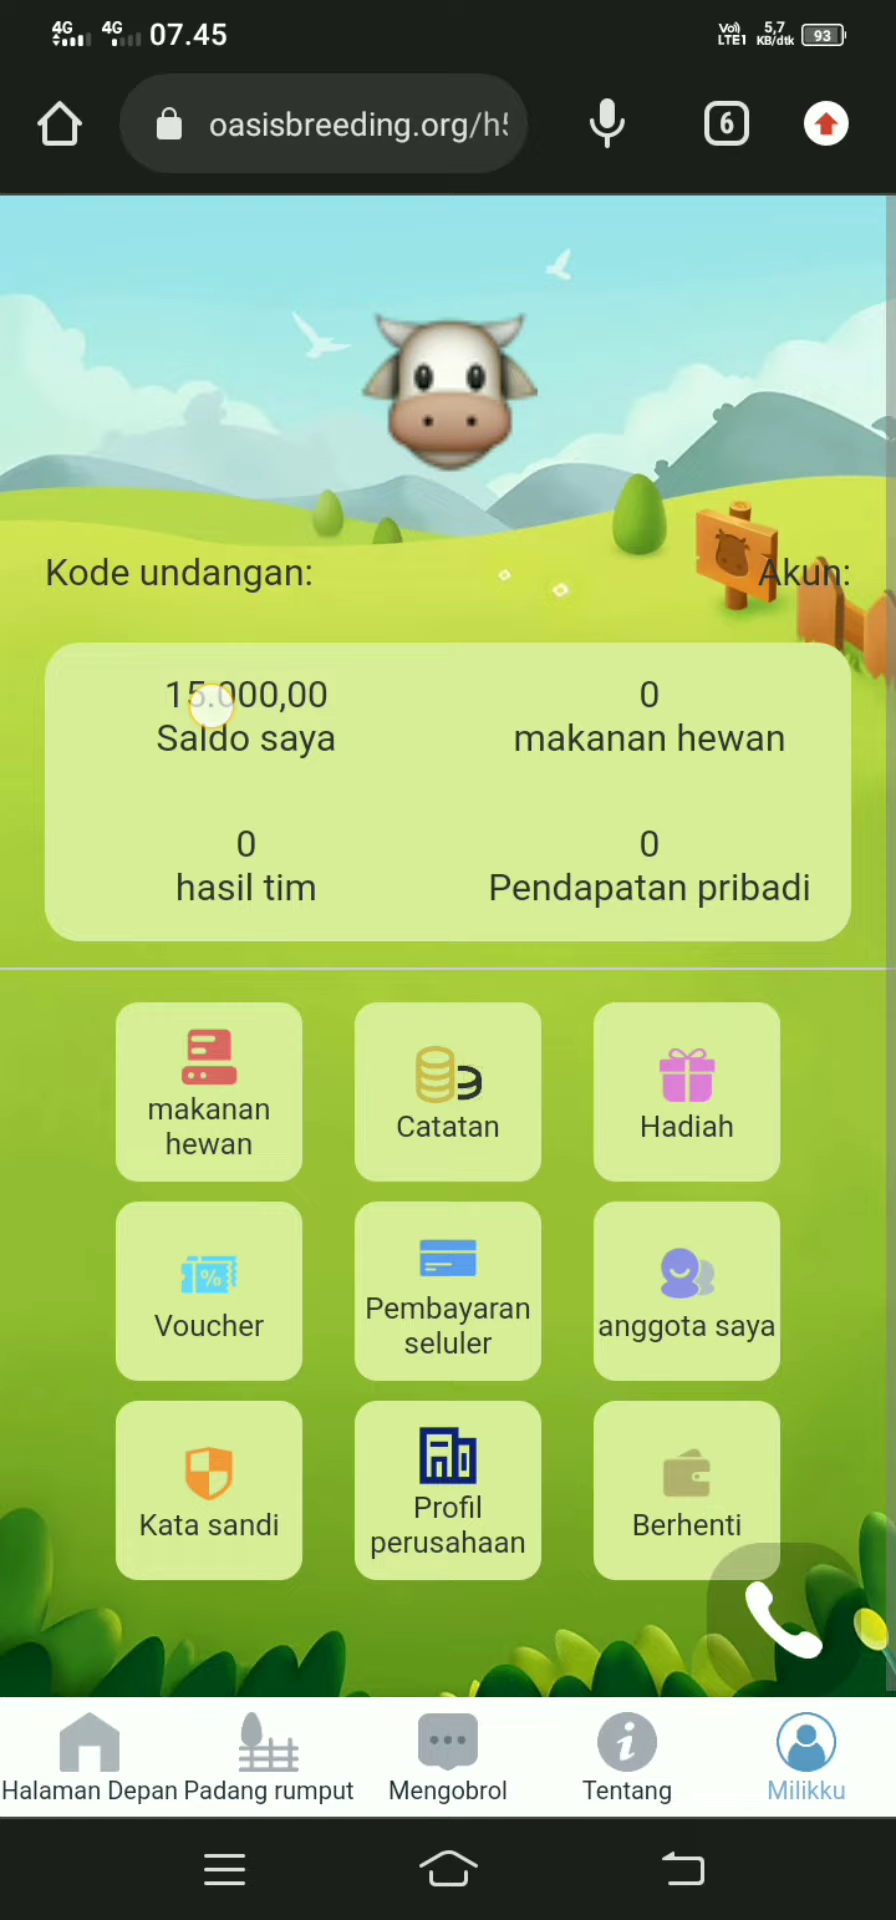 4G 4G 07.45 Vo) LTE1 5,7 KB/dtk 93
oasisbreeding.org/h5 6
Kode undangan: Akun:
15.000,00 0
Saldo saya makanan hewan
0 0
hasil tim Pendapatan pribadi
makanan hewan
Catatan
Hadiah
%
Voucher
Pembayaran seluler
anggota saya
Kata sandi
Profil perusahaan
Berhenti
Halaman Depan Padang rumput Mengobrol Tentang Milikku